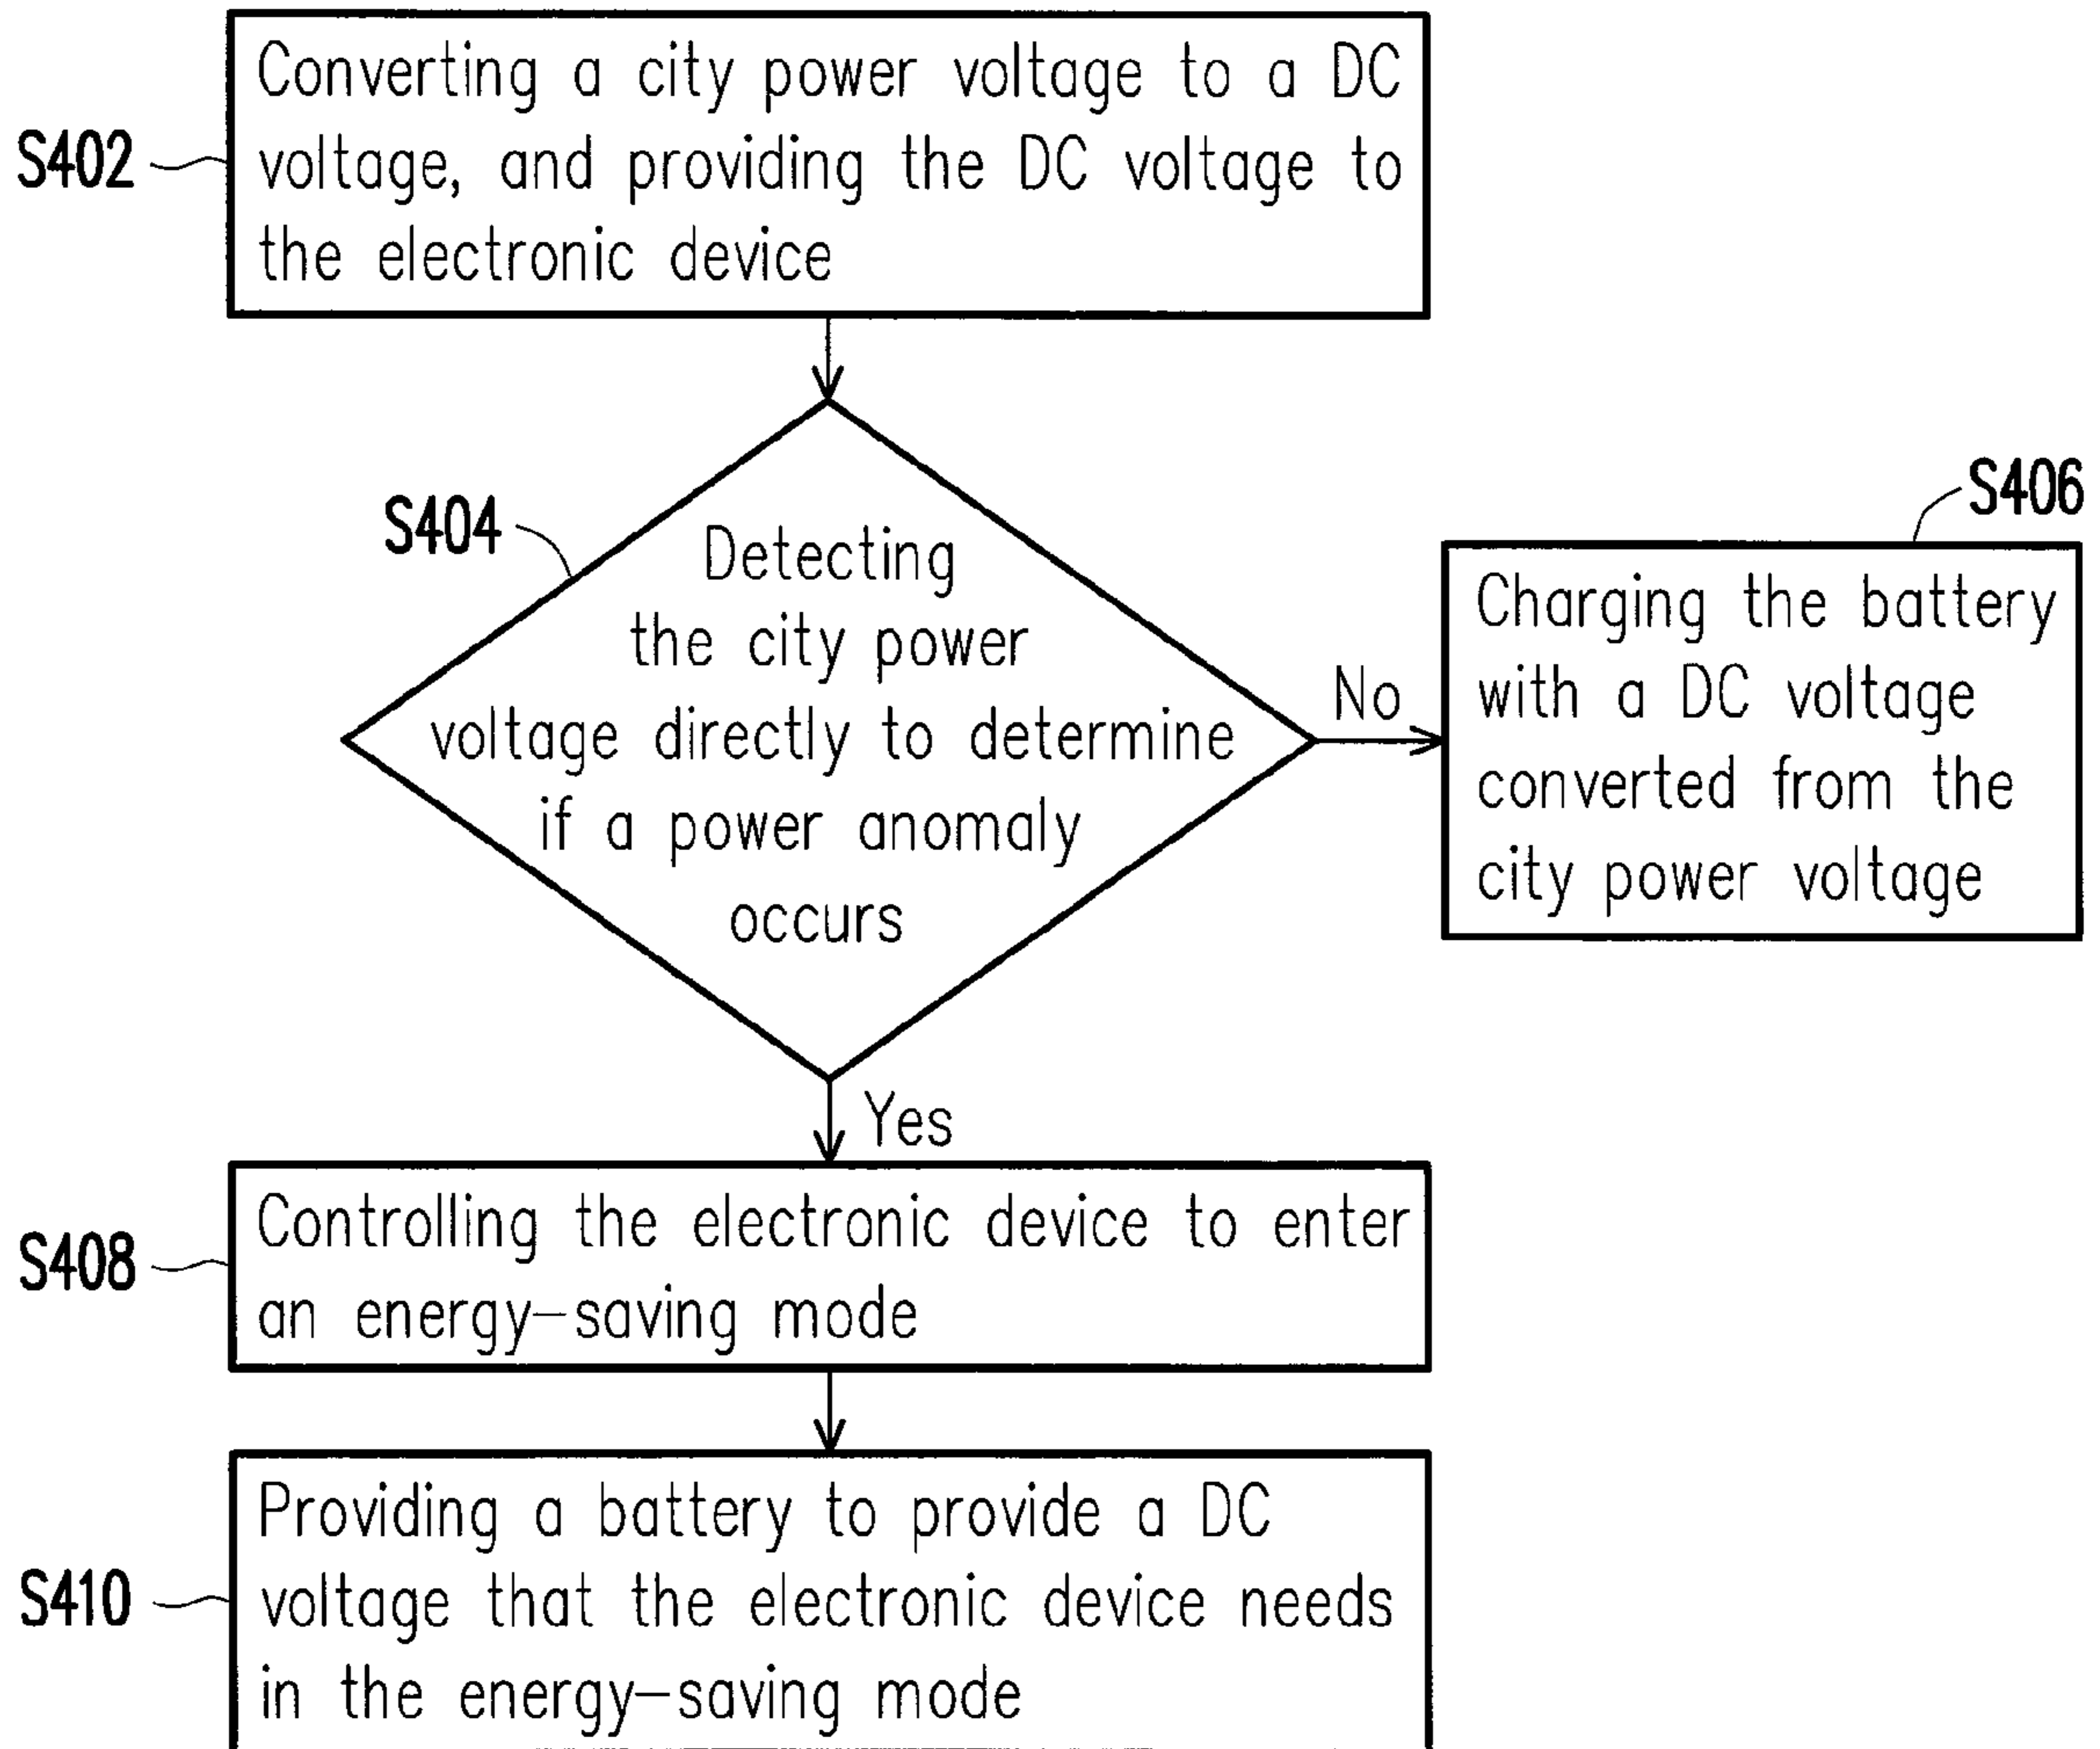 Converting a city power voltage to a DC
S402
voltage, and providing the DC voltage to
the electronic device
S404
Detecting
the city power
voltage directly to determine
if a power anomaly
occurs
No
S406
Charging the battery
with a DC voltage
converted from the
city power voltage
Yes
S408
Controlling the electronic device to enter
an energy-saving mode
S410
Providing a battery to provide a DC
voltage that the electronic device needs
in the energy-saving mode